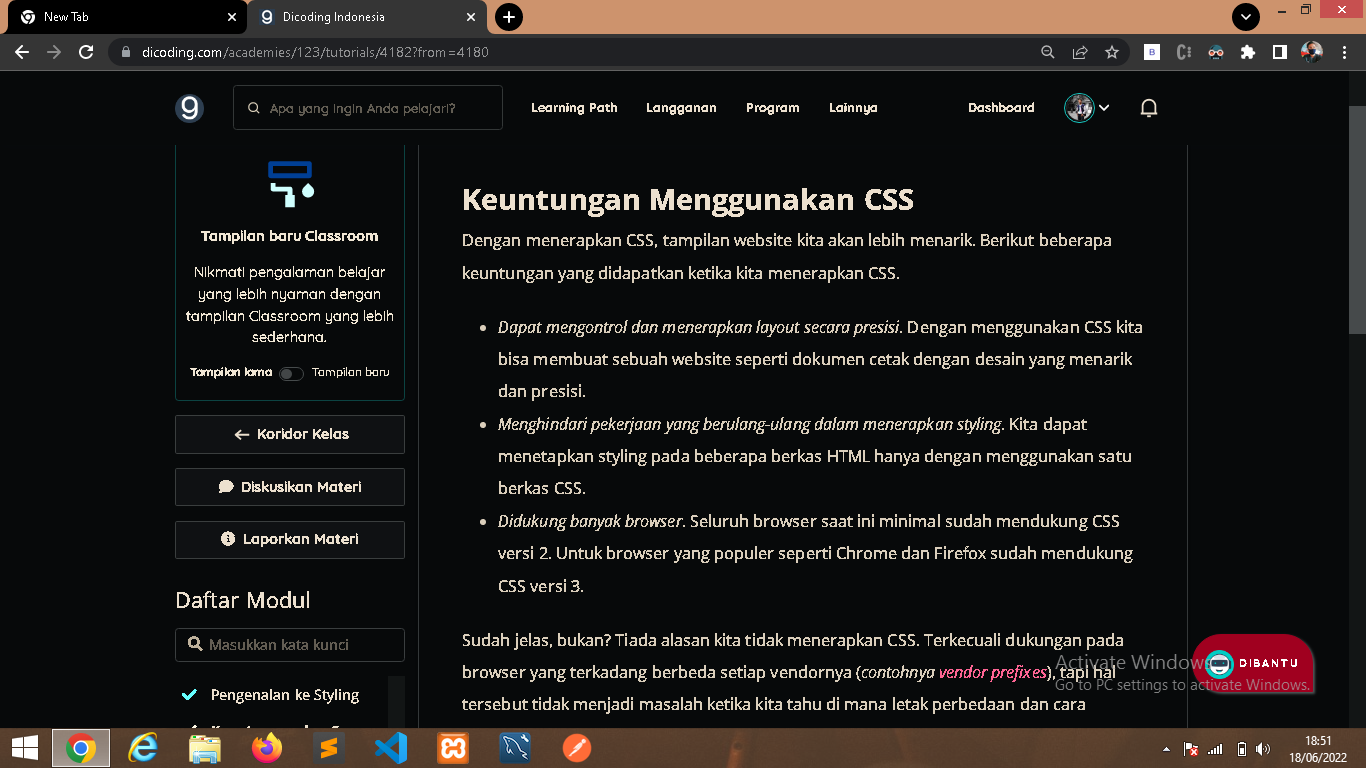 New Tab
Dicoding Indonesia
dicoding.com/academies/123/tutorials/4182?from=4180
Apa yang ingin Anda pelajari?
Learning Path Langganan Program Lainnya Dashboard
Tampilan baru Classroom
Nikmati pengalaman belajar
yang lebih nyaman dengan
tampilan Classroom yang lebih
sederhana.
Tampilan lama Tampilan baru
Koridor Kelas
Diskusikan Materi
Laporkan Materi
Daftar Modul
Masukkan kata kunci
Pengenalan ke Styling
Keuntungan Menggunakan CSS
Dengan menerapkan CSS, tampilan website kita akan lebih menarik. Berikut beberapa
keuntungan yang didapatkan ketika kita menerapkan CSS.
Dapat mengontrol dan menerapkan layout secara presisi. Dengan menggunakan CSS kita
bisa membuat sebuah website seperti dokumen cetak dengan desain yang menarik
dan presisi.
Menghindari pekerjaan yang berulang-ulang dalam menerapkan styling. Kita dapat
menetapkan styling pada beberapa berkas HTML hanya dengan menggunakan satu
berkas CSS.
Didukung banyak browser. Seluruh browser saat ini minimal sudah mendukung CSS
versi 2. Untuk browser yang populer seperti Chrome dan Firefox sudah mendukung
CSS versi 3.
Sudah jelas, bukan? Tiada alasan kita tidak menerapkan CSS. Terkecuali dukungan pada
browser yang terkadang berbeda setiap vendornya (contohnya vendor prefixes), tapi hal
tersebut tidak menjadi masalah ketika kita tahu di mana letak perbedaan dan cara
DIBANTU
Activate Windows
Go to PC settings to activate Windows.
18:51
18/06/2022